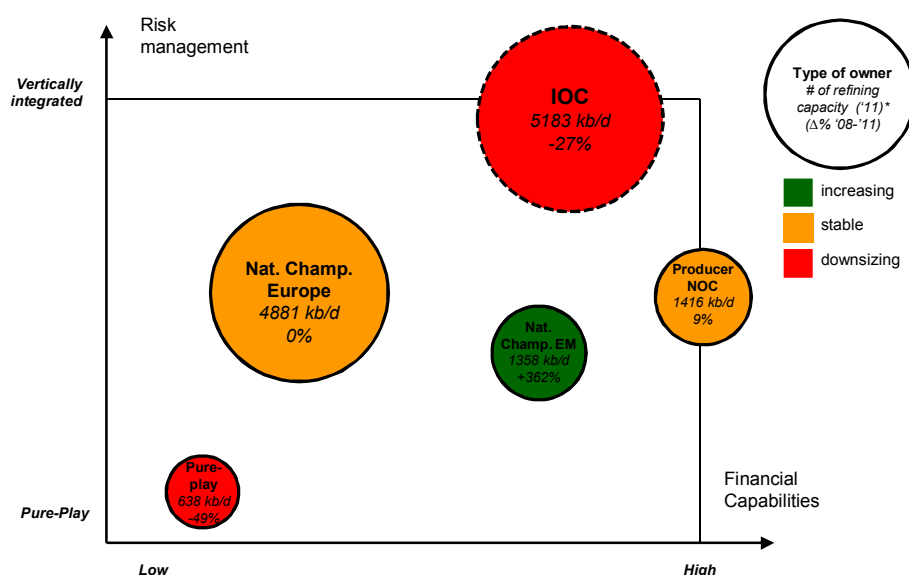 Risk
management
Vertically
integrated
IOC
5183 kb/d
-27%
Type of owner
# of refining
capacity ('11)*
(∆% '08-'11)
increasing
stable
downsizing
Nat. Champ.
Europe
4881 kb/d
0%
Producer
NOC
1416 kb/d
9%
Nat.
Champ. EM
1358 kb/d
+362%
Pure-
play
638 kb/d
-49%
Financial
Capabilities
Pure-Play
Low
High